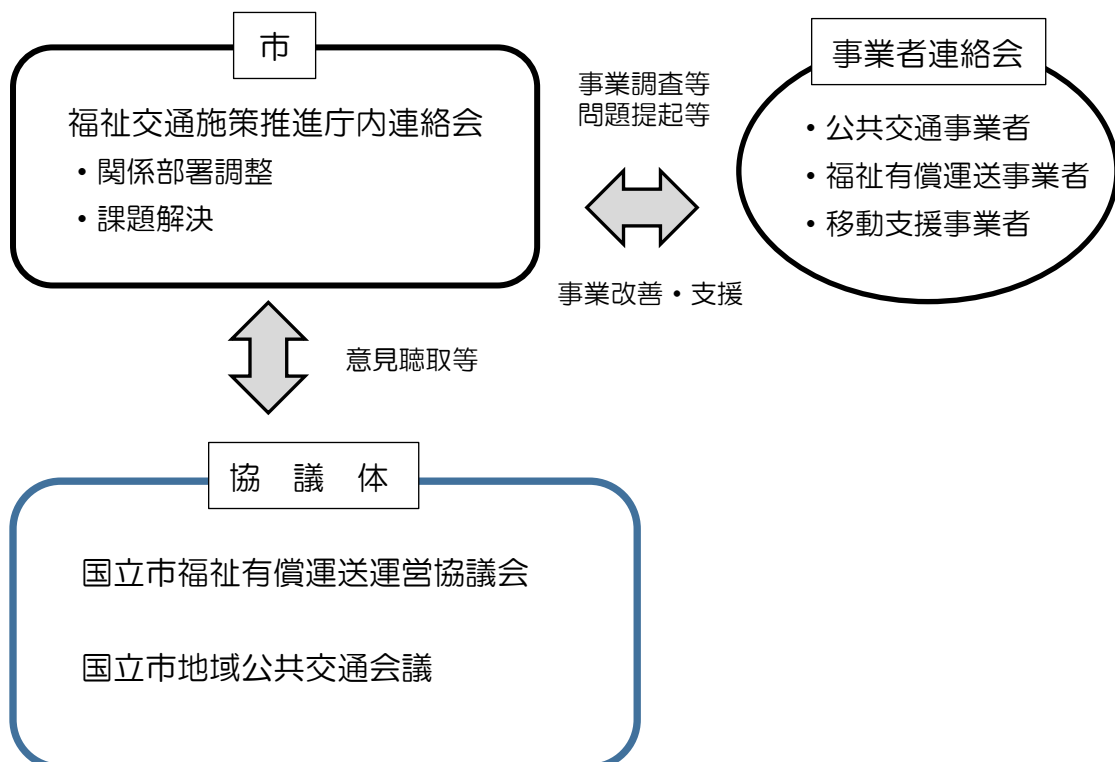 市
福祉交通施策推進庁内連絡会
・関係部署調整
・課題解決
事業調査等
問題提起等
事業改善・支援
事業者連絡会
・公共交通事業者
・福祉有償運送事業者
・移動支援事業者
意見聴取等
協 議 体
国立市福祉有償運送運営協議会
国立市地域公共交通会議